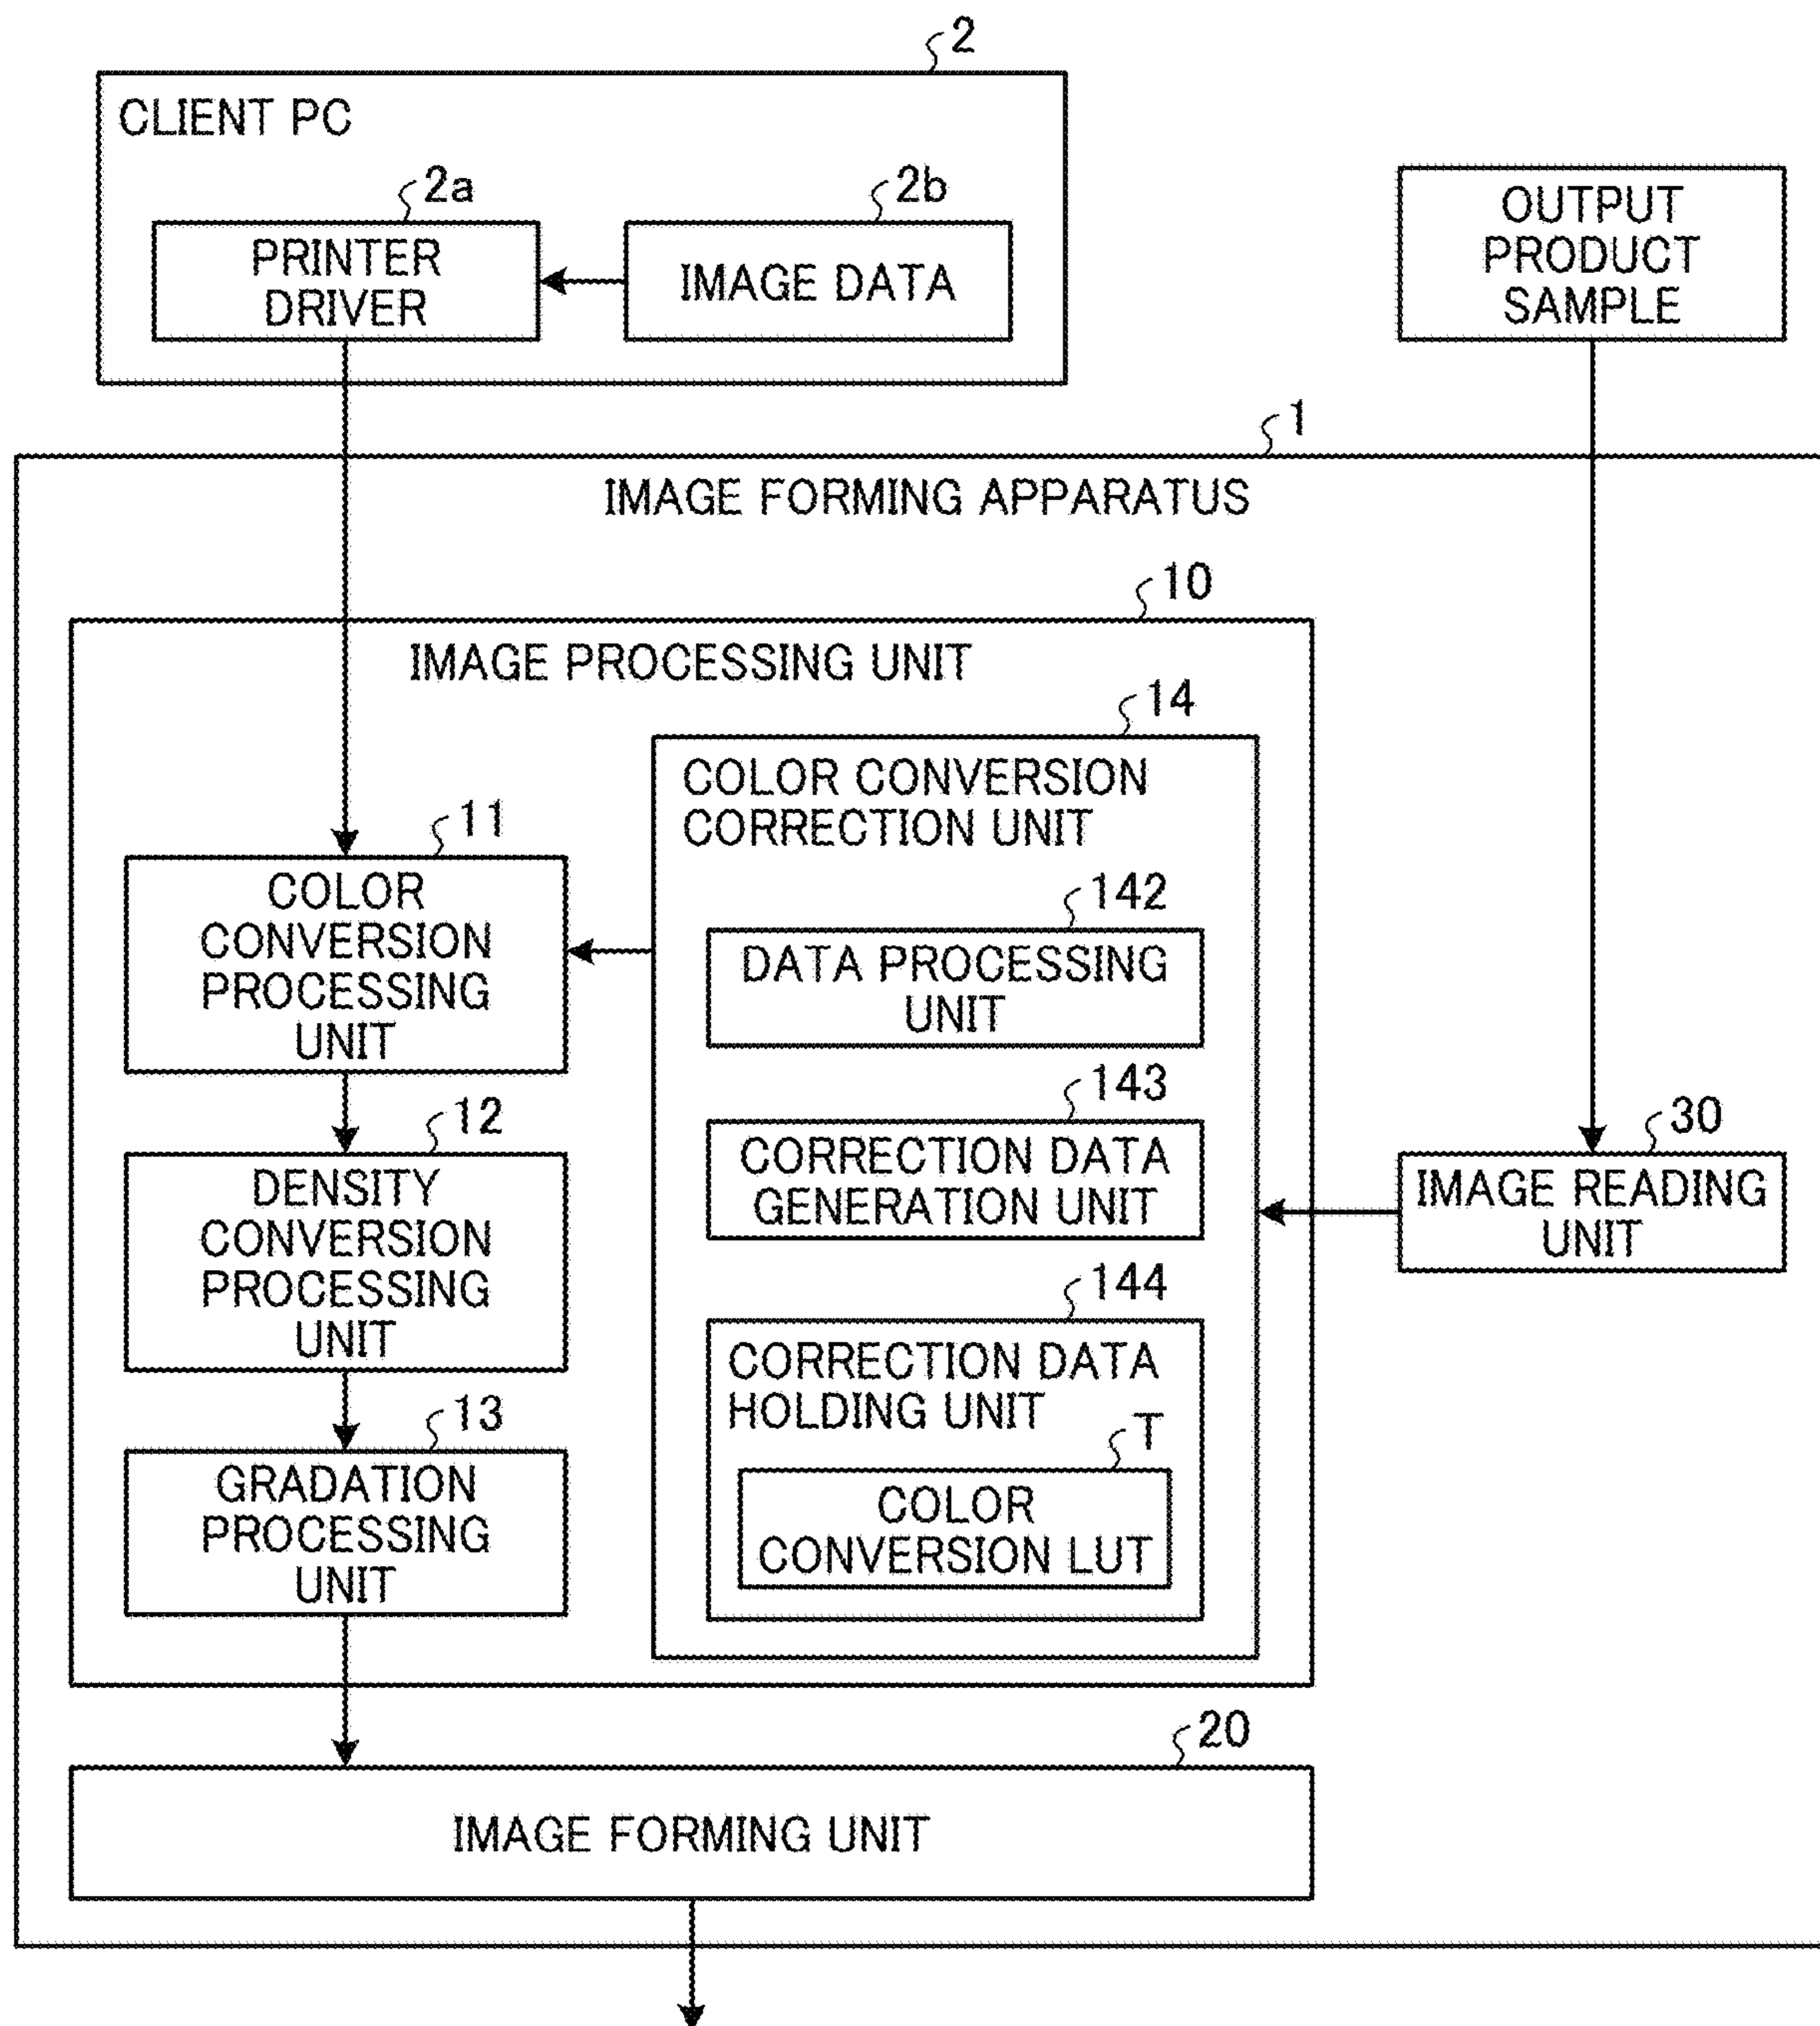 2
CLIENT PC
2a
PRINTER
DRIVER
2b
IMAGE DATA
OUTPUT
PRODUCT
SAMPLE
1
IMAGE FORMING APPARATUS
10
IMAGE PROCESSING UNIT
14
COLOR CONVERSION
CORRECTION UNIT
11
COLOR
CONVERSION
PROCESSING
UNIT
142
DATA PROCESSING
UNIT
12
DENSITY
CONVERSION
PROCESSING
UNIT
143
CORRECTION DATA
GENERATION UNIT
30
IMAGE READING
UNIT
144
CORRECTION DATA
HOLDING UNIT
T
COLOR
CONVERSION LUT
13
GRADATION
PROCESSING
UNIT
20
IMAGE FORMING UNIT